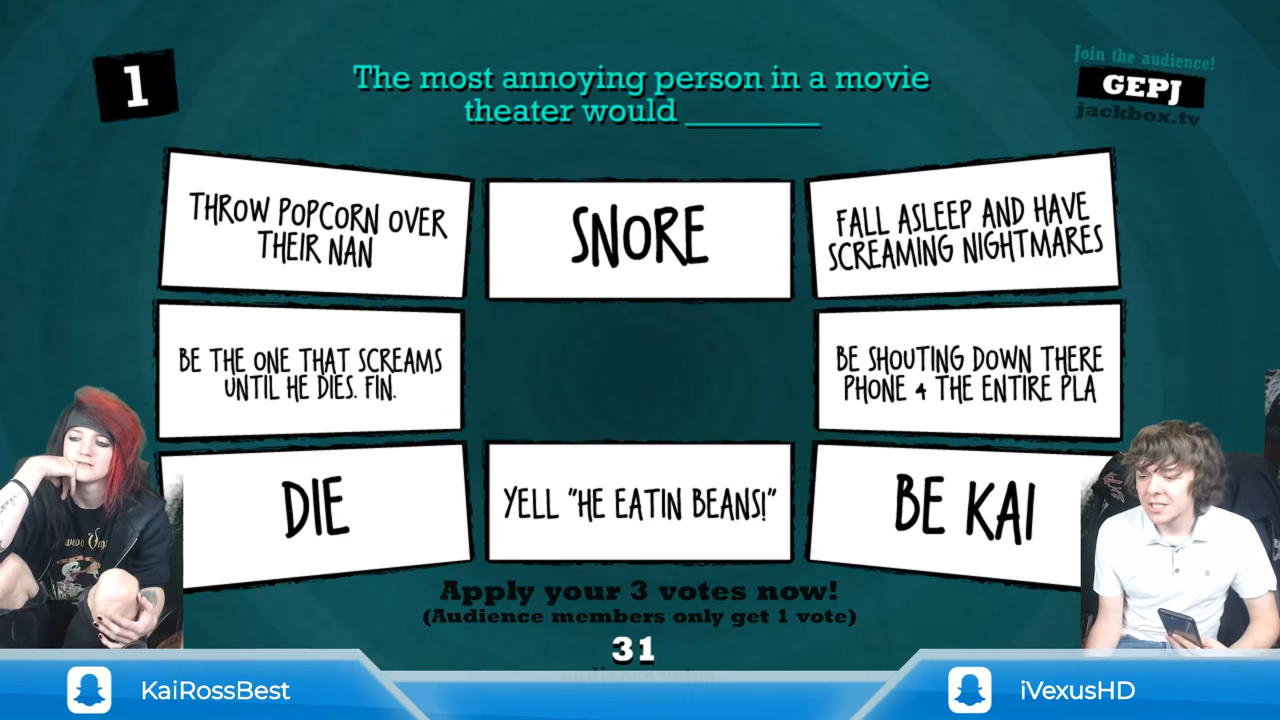 1
The most annoying person in a movie
theater would ________
Join the audience!
GEPJ
jackbox.tv
THROW POPCORN OVER
THEIR NAN
SNORE
FALL ASLEEP AND HAVE
SCREAMING NIGHTMARES
BE THE ONE THAT SCREAMS
UNTIL HE DIES. FIN.
BE SHOUTING DOWN THERE
PHONE 4 THE ENTIRE PLA
DIE
YELL "HE EATIN BEANS!"
BE KAI
Apply your 3 votes now!
(Audience members only get 1 vote)
31
KaiRossBest
iVexusHD